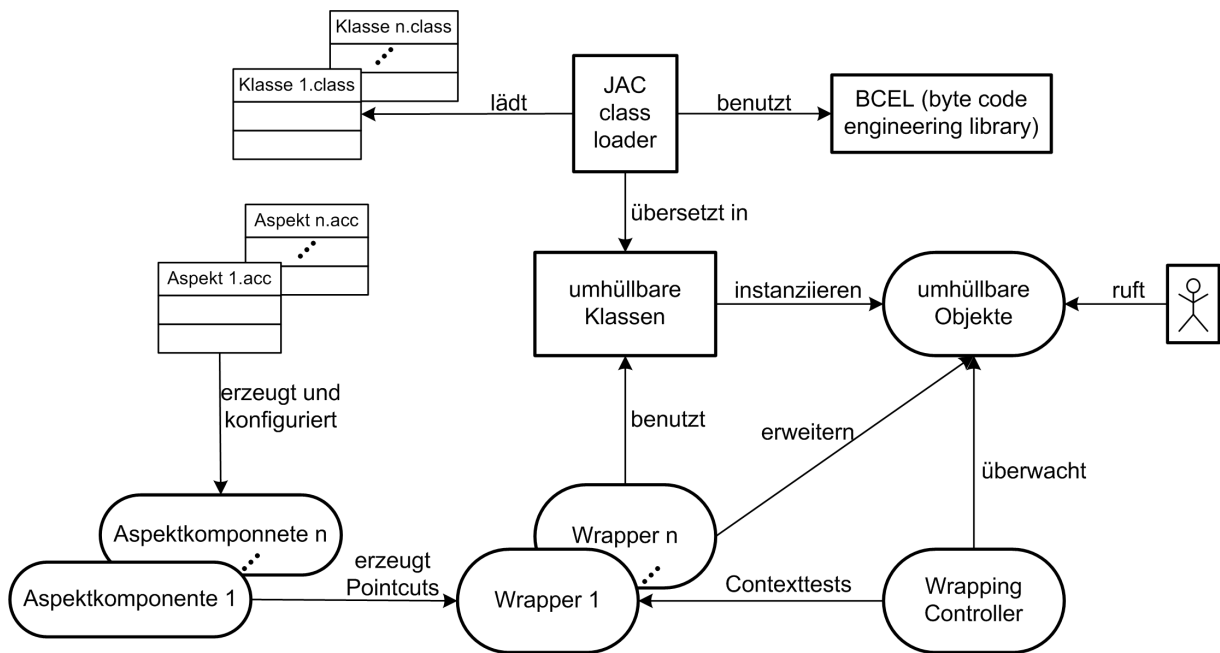 Klasse n.class
Klasse 1.class
lädt
JAC
class
loader
benutzt
BCEL (byte code
engineering library)
übersetzt in
Aspekt n.acc
Aspekt 1.acc
umhüllbare
Klassen
instanziieren
umhüllbare
Objekte
ruft
erzeugt und
konfiguriert
benutzt
erweitern
überwacht
Aspektkomponnete n
Aspektkomponente 1
erzeugt
Pointcuts
Wrapper n
Wrapper 1
Contexttests
Wrapping
Controller